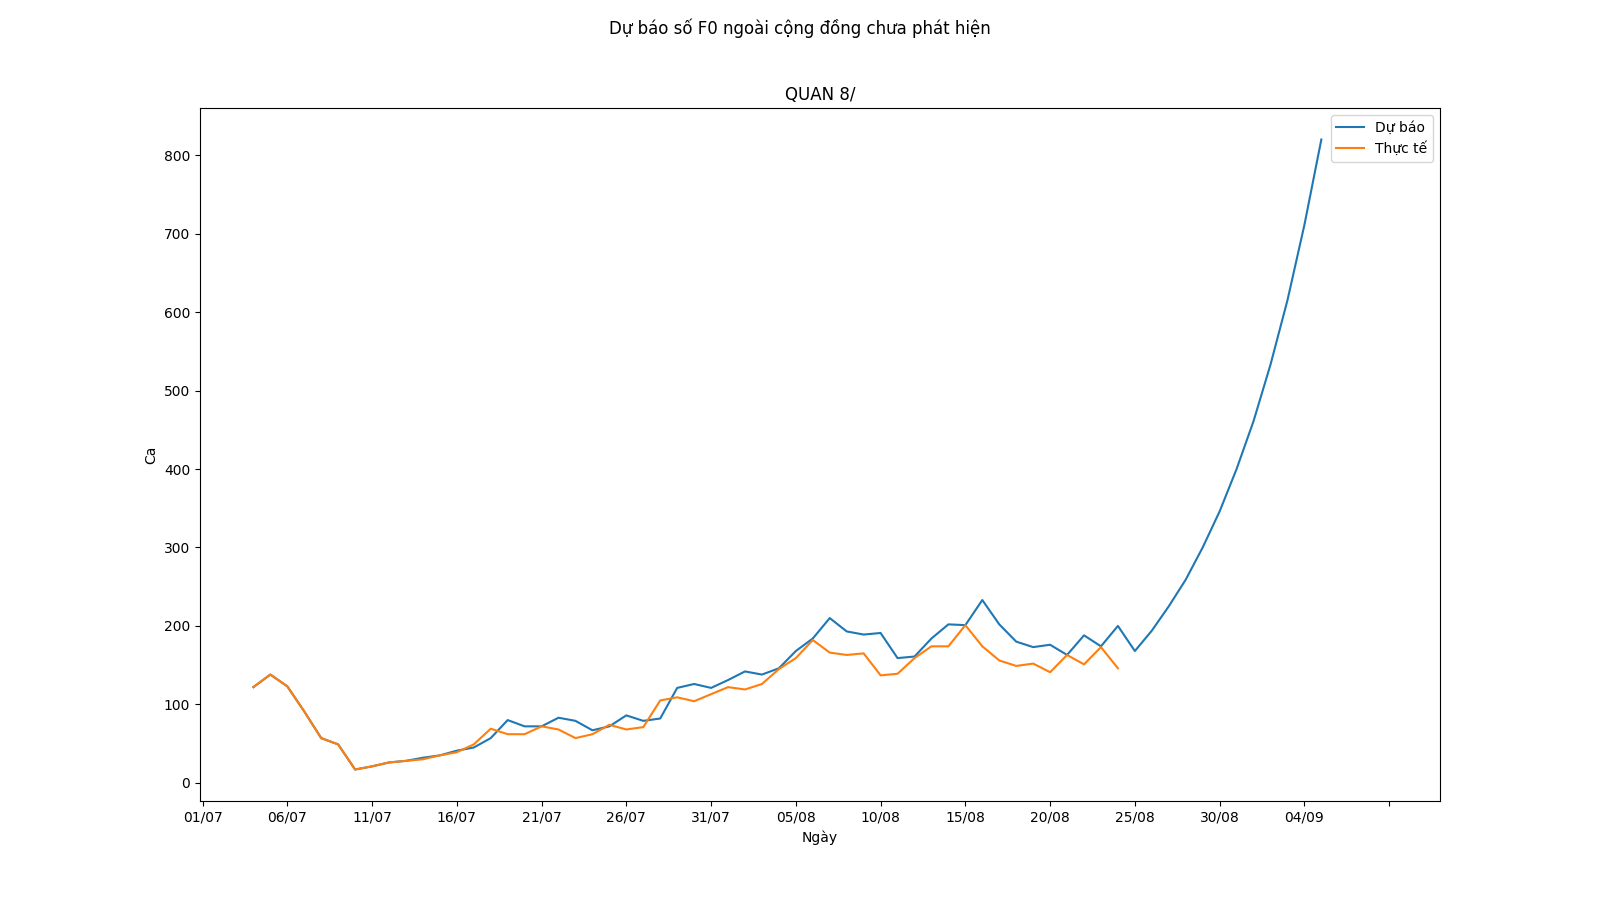 Dự báo số F0 ngoài cộng đồng chưa phát hiện
QUAN 8/
Dự báo
Thực tế
800
700
600
500
400
300
200
100
0
Ca
01/07 06/07 11/07 16/07 21/07 26/07 31/07 05/08 10/08 15/08 20/08 25/08 30/08 04/09
Ngày